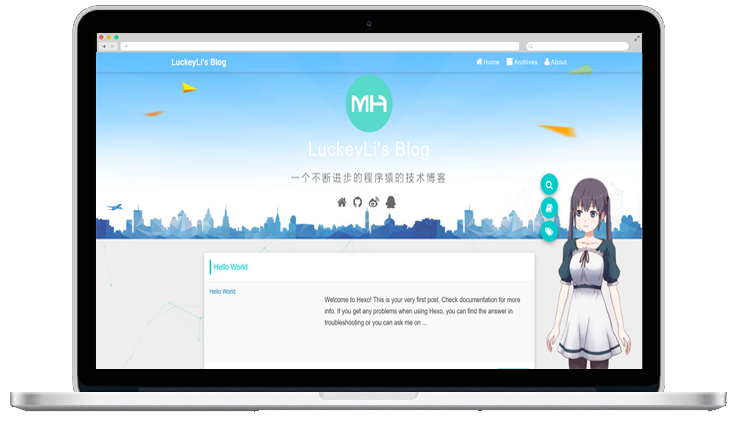 LuckeyLi's Blog
Home Archives About
MH
LuckeyLi's Blog
一个不断进步的程序猿的技术博客
Hello World
Hello World
Welcome to Hexo! This is your very first post. Check documentation for more
info. If you get any problems when using Hexo, you can find the answer in
troubleshooting or you can ask me on ...